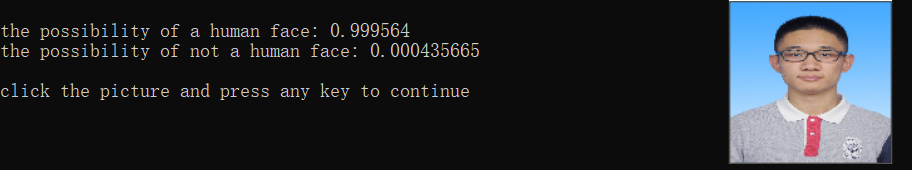 the possibility of a human face: 0.999564
the possibility of not a human face: 0.000435665
click the picture and press any key to continue